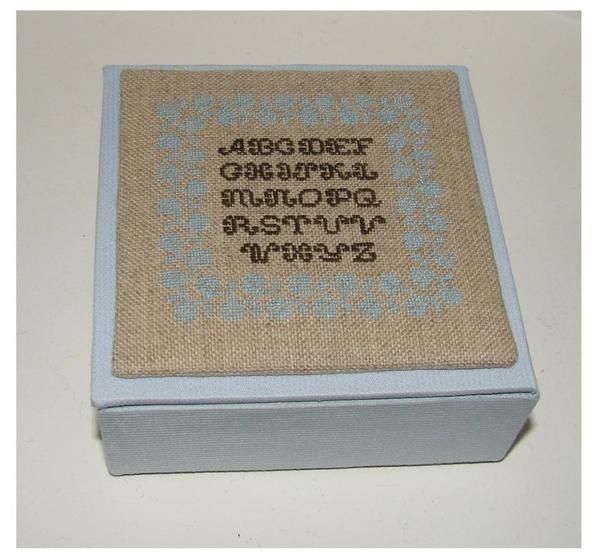 ABCDEF
GHIJKL
MNOPQ
RSTUV
WXYZ